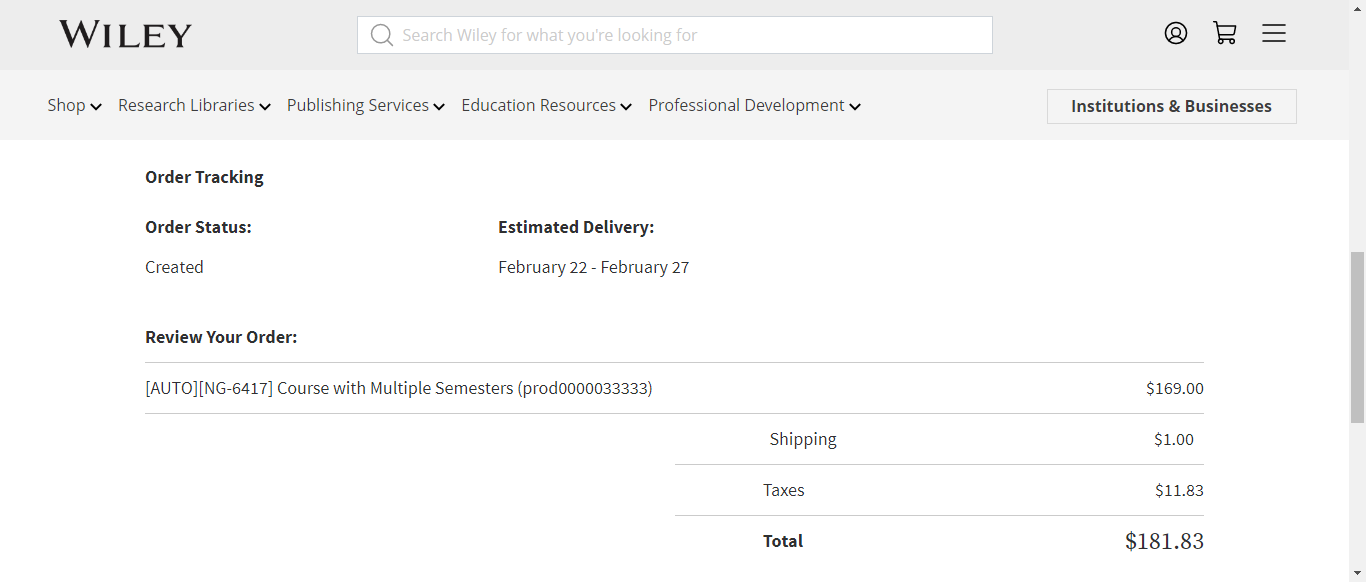 WILEY
Search Wiley for what you're looking for
Shop Research Libraries Publishing Services Education Resources Professional Development
Institutions & Businesses
Order Tracking
Order Status: Estimated Delivery:
Created February 22 - February 27
Review Your Order:
[AUTO][NG-6417] Course with Multiple Semesters (prod0000033333) $169.00
Shipping $1.00
Taxes $11.83
Total $181.83